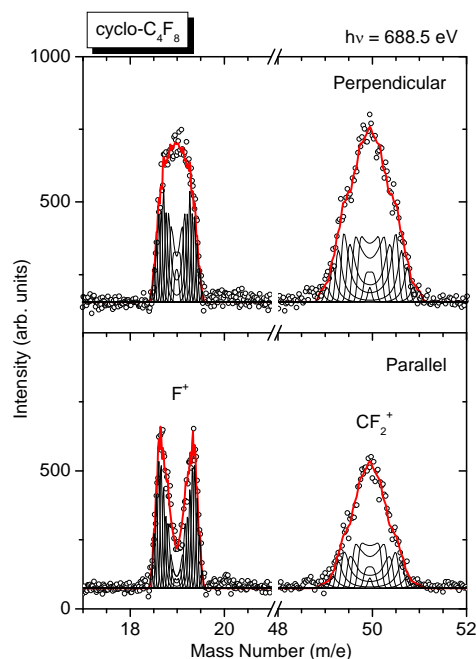 cyclo-C₄F₈
hν = 688.5 eV
1000
Perpendicular
500
Intensity (arb. units)
Parallel
F⁺
CF₂⁺
500
0
18 20 48 50 52
Mass Number (m/e)